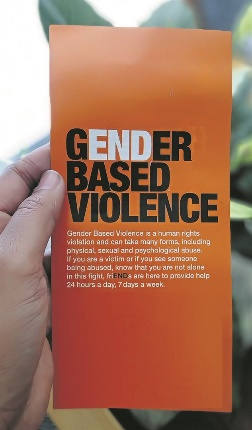 GENDER
BASED
VIOLENCE
Gender Based Violence is a human rights
violation and can take many forms, including
physical, sexual and psychological abuse.
If you are a victim or if you see someone
being abused, know that you are not alone
in this fight, friENDs are here to provide help
24 hours a day, 7 days a week.